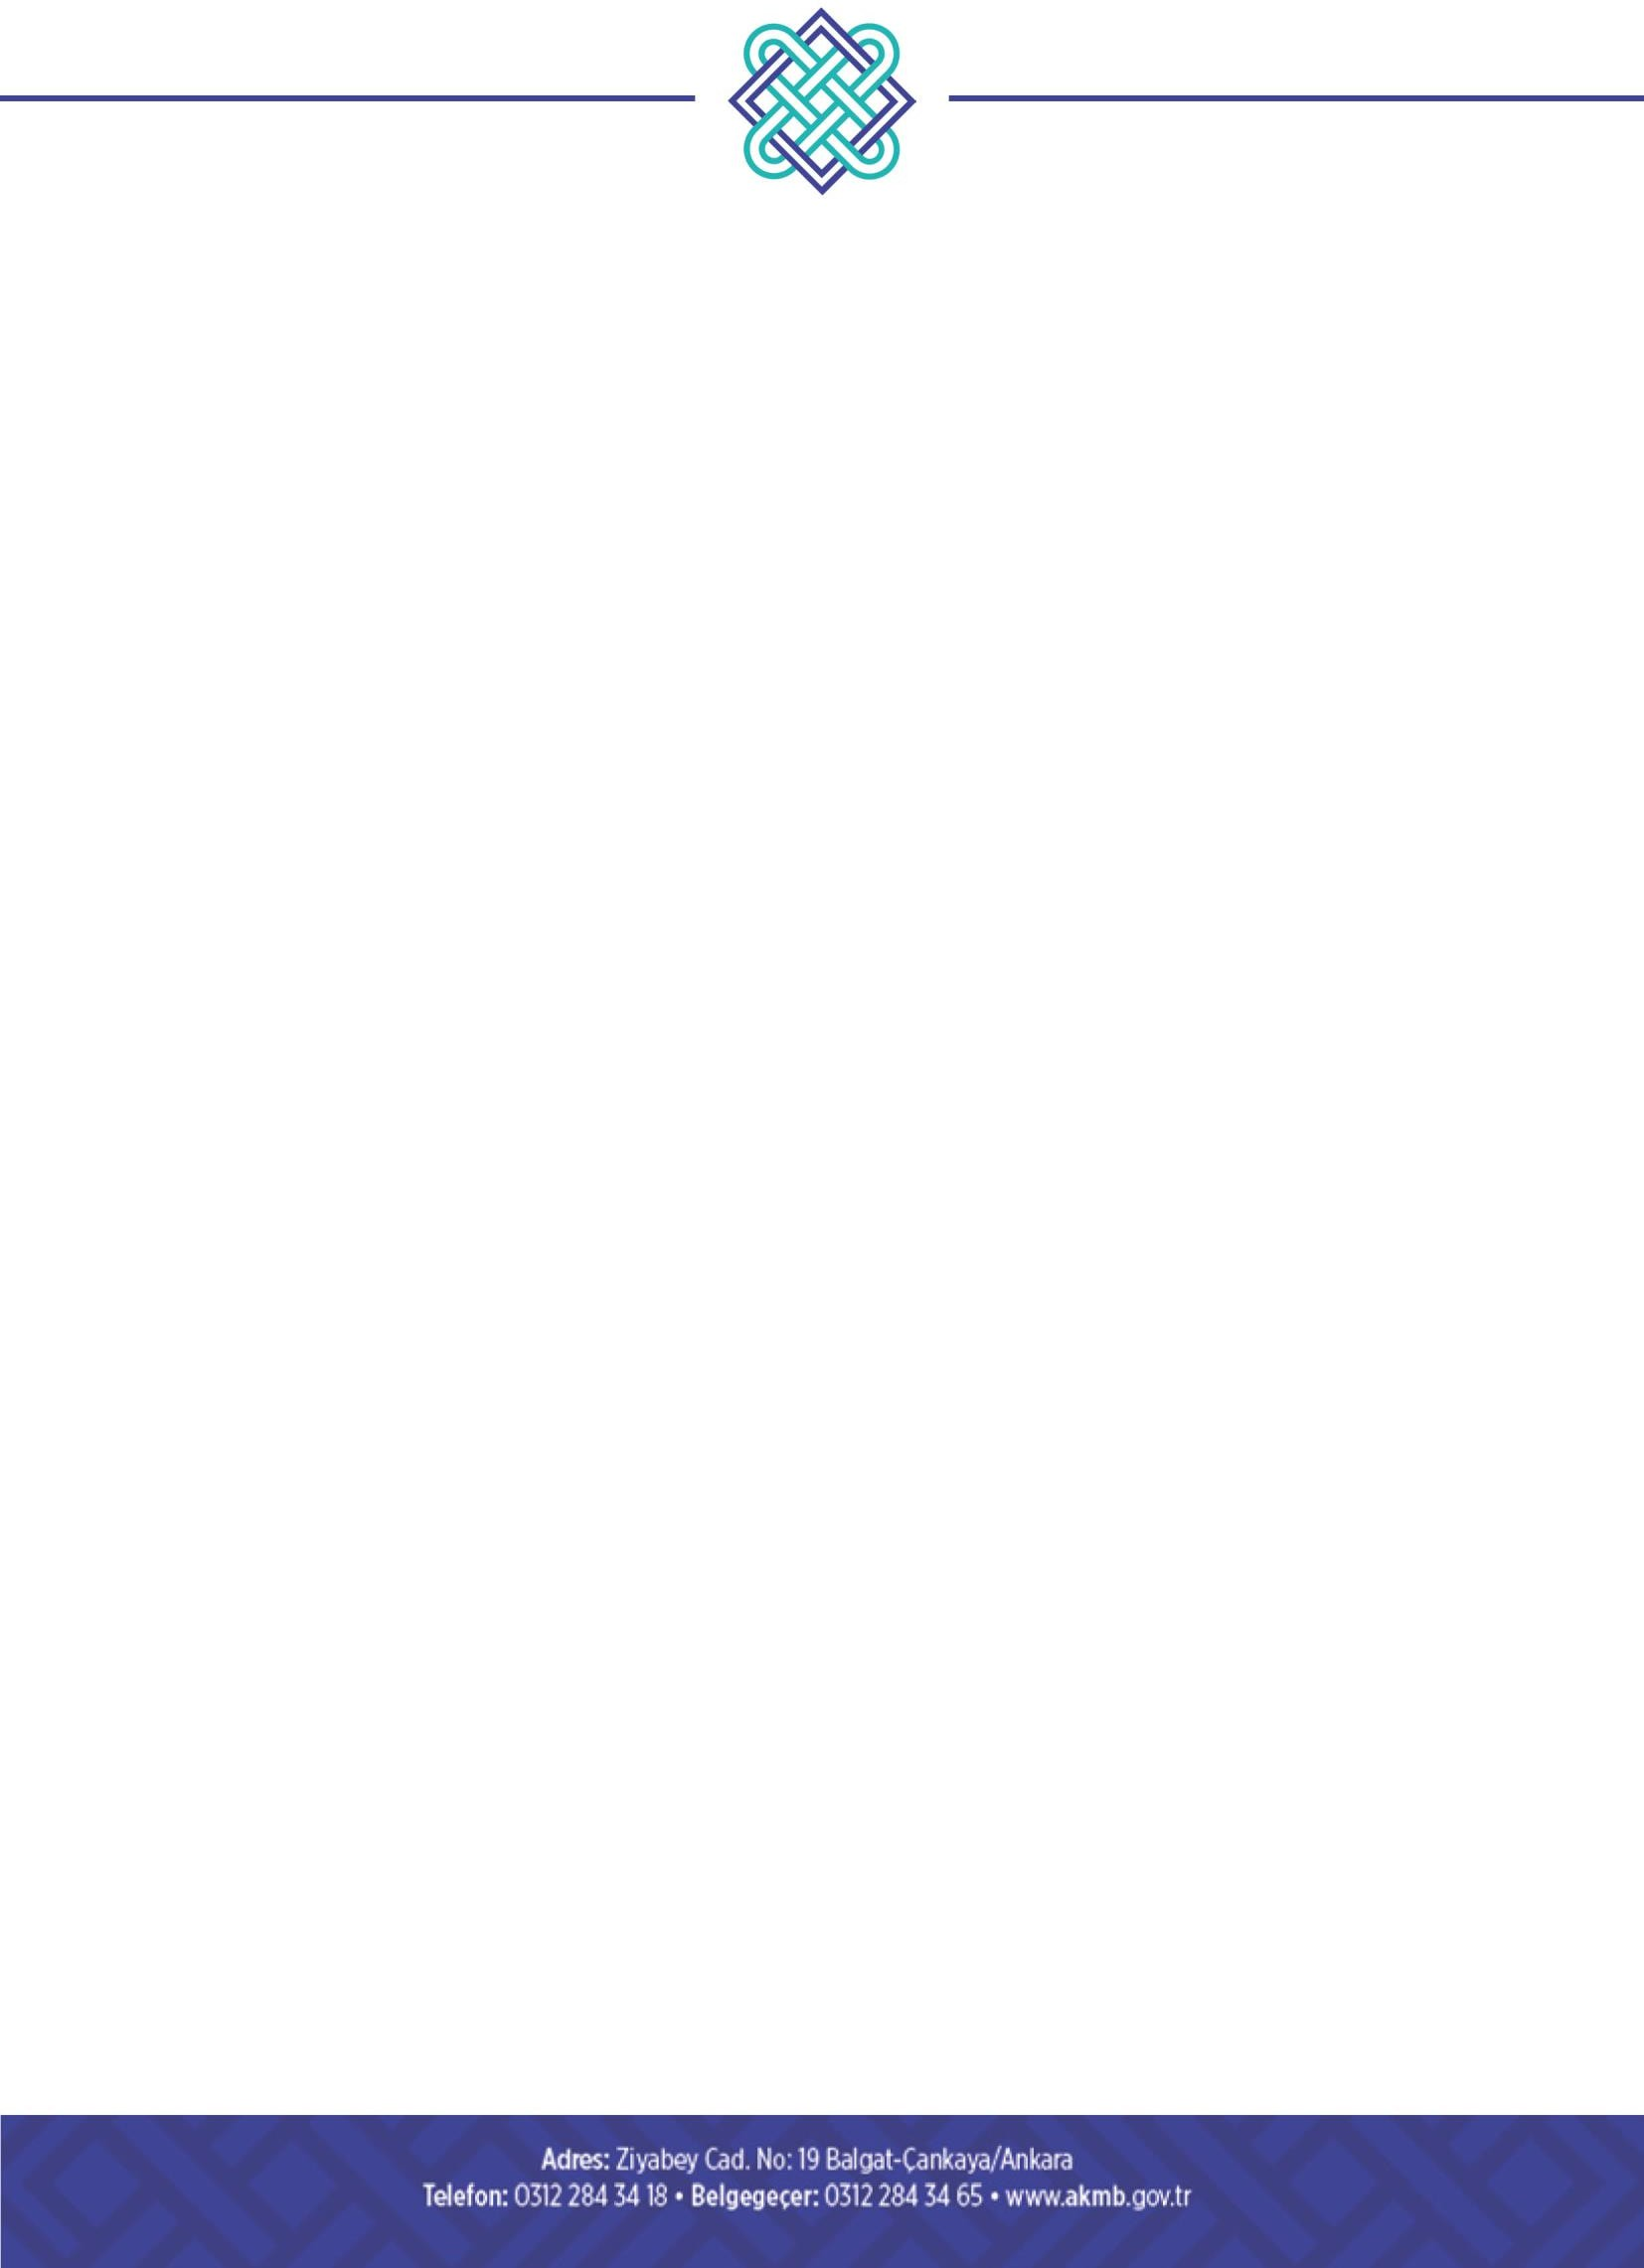 Adres: Ziyabey Cad. No: 19 Balgat-Çankaya/Ankara
Telefon: 0312 284 34 18 • Belgegeçer: 0312 284 34 65 • www.akmb.gov.tr